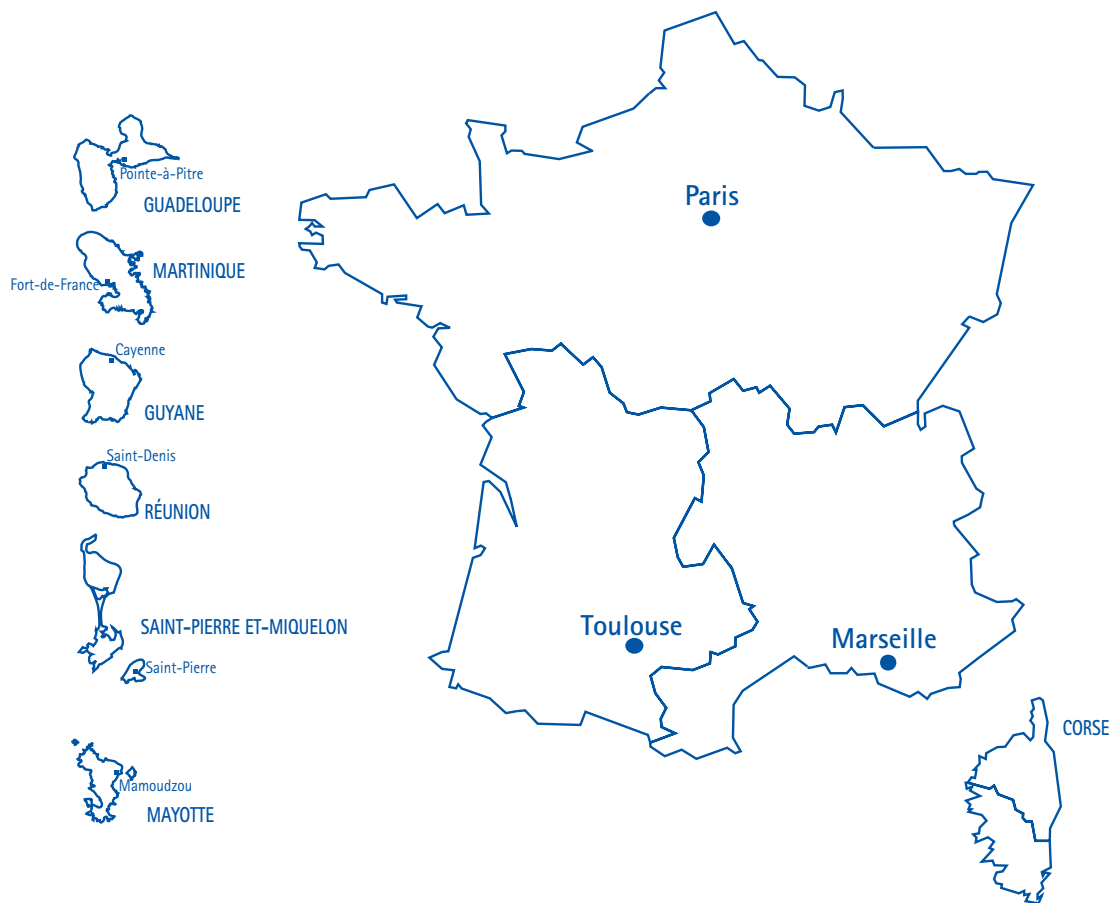 Paris
Pointe-à-Pitre
GUADELOUPE
MARTINIQUE
Fort-de-France
Cayenne
GUYANE
Saint-Denis
RÉUNION
SAINT-PIERRE ET-MIQUELON
Saint-Pierre
Toulouse
Marseille
CORSE
Mamoudzou
MAYOTTE